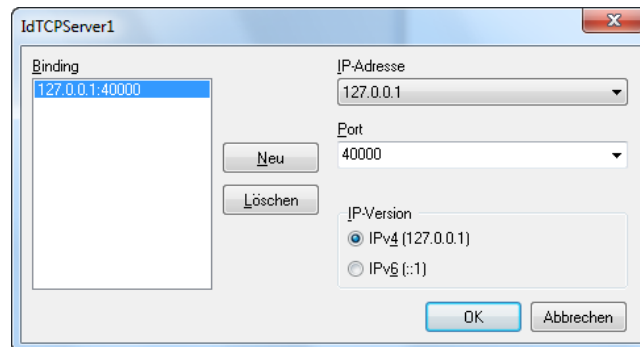 IdTCPServer1
Binding
127.0.0.1:40000
Neu
Löschen
IP-Adresse
127.0.0.1
Port
40000
IP-Version
IPv4 (127.0.0.1)
IPv6 (::1)
OK
Abbrechen